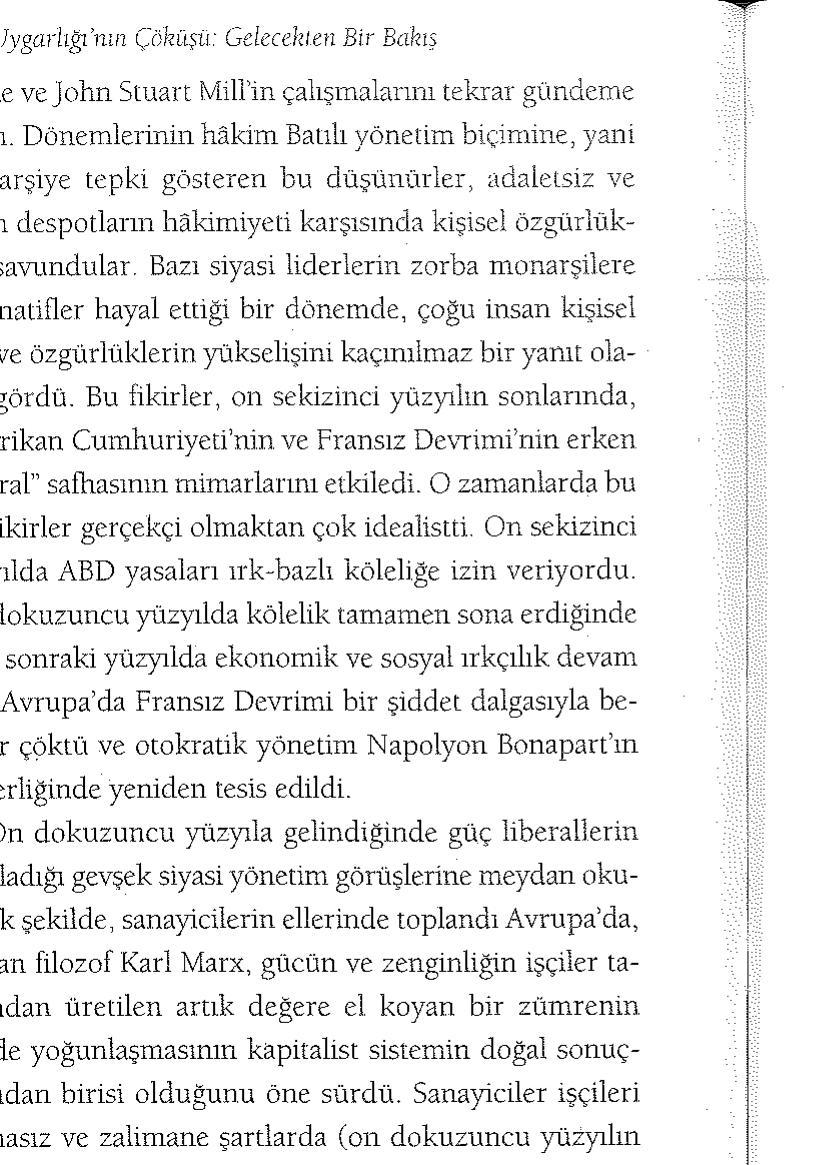 Uygarlığı'nın Çöküşü: Gelecekten Bir Bakış
e ve John Stuart Mill'in çalışmalarını tekrar gündeme
. Dönemlerinin hâkim Batılı yönetim biçimine, yani
arşiye tepki gösteren bu düşünürler, adaletsiz ve
despotların hâkimiyeti karşısında kişisel özgürlük-
savundular. Bazı siyasi liderlerin zorba monarşilere
natifler hayal ettiği bir dönemde, çoğu insan kişisel
ve özgürlüklerin yükselişini kaçınılmaz bir yanıt ola-
gördü. Bu fikirler, on sekizinci yüzyılın sonlarında,
rikan Cumhuriyeti'nin ve Fransız Devrimi'nin erken
ral” safhasının mimarlarını etkiledi. O zamanlarda bu
ikirler gerçekçi olmaktan çok idealistti. On sekizinci
ılda ABD yasaları ırk-bazlı köleliğe izin veriyordu.
dokuzuncu yüzyılda kölelik tamamen sona erdiğinde
sonraki yüzyılda ekonomik ve sosyal ırkçılık devam
Avrupa'da Fransız Devrimi bir şiddet dalgasıyla be-
r çöktü ve otokratik yönetim Napolyon Bonapart'ın
erliğinde yeniden tesis edildi.
On dokuzuncu yüzyıla gelindiğinde güç liberallerin
ladığı gevşek siyasi yönetim görüşlerine meydan oku-
k şekilde, sanayicilerin ellerinde toplandı Avrupa'da,
an filozof Karl Marx, gücün ve zenginliğin işçiler ta-
ndan üretilen artık değere el koyan bir zümrenin
de yoğunlaşmasının kapitalist sistemin doğal sonuç-
ndan birisi olduğunu öne sürdü. Sanayiciler işçileri
nasız ve zalimane şartlarda (on dokuzuncu yüzyılın